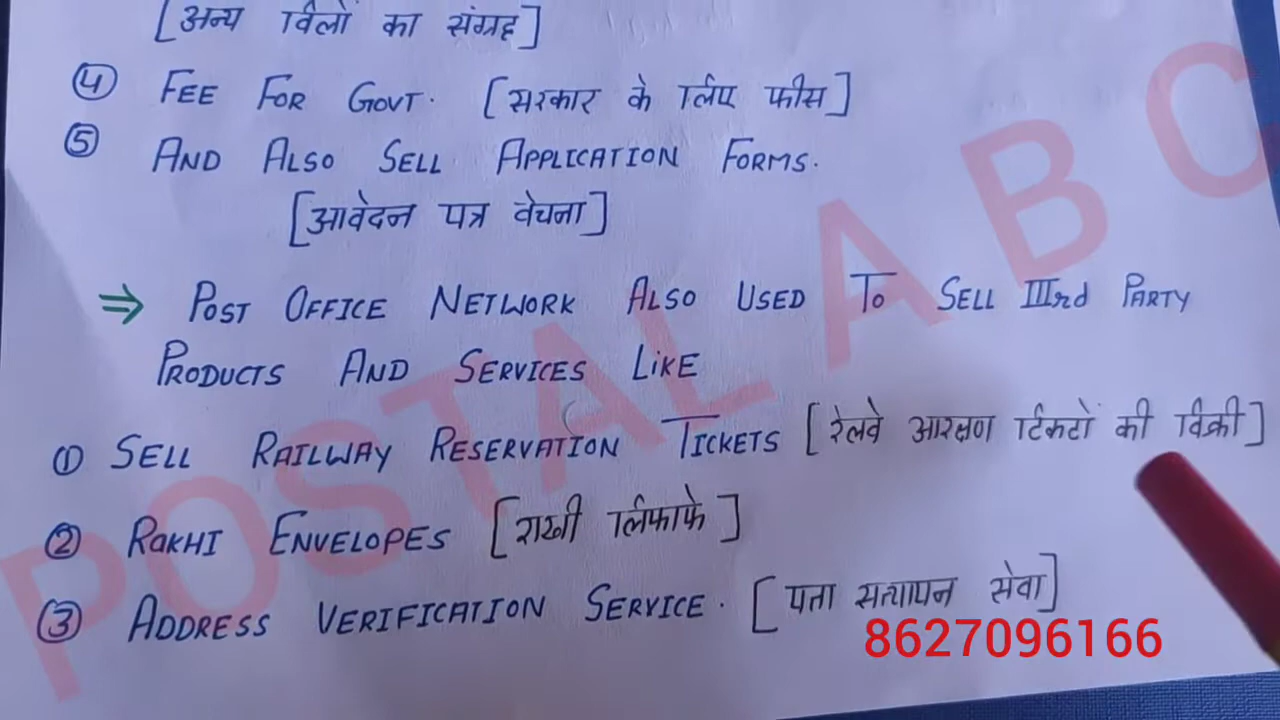 [अन्य बिलों का संग्रह]
④ FEE FOR GOVT. [सरकार के लिए फीस]
⑤ AND ALSO SELL APPLICATION FORMS.
[आवेदन पत्र बेचना]
⇒ POST OFFICE NETWORK ALSO USED TO SELL IIIrd PARTY
PRODUCTS AND SERVICES LiKE
① SELL RAILWAY RESERVATION TICKETS [रेलवे आरक्षण टिकटों की बिक्री]
② RAKHI ENVELOPES [राखी लिफाफे]
③ ADDRESS VERIFICATION SERVICE. [पता सत्यापन सेवा]
8627096166
POSTAL ABC